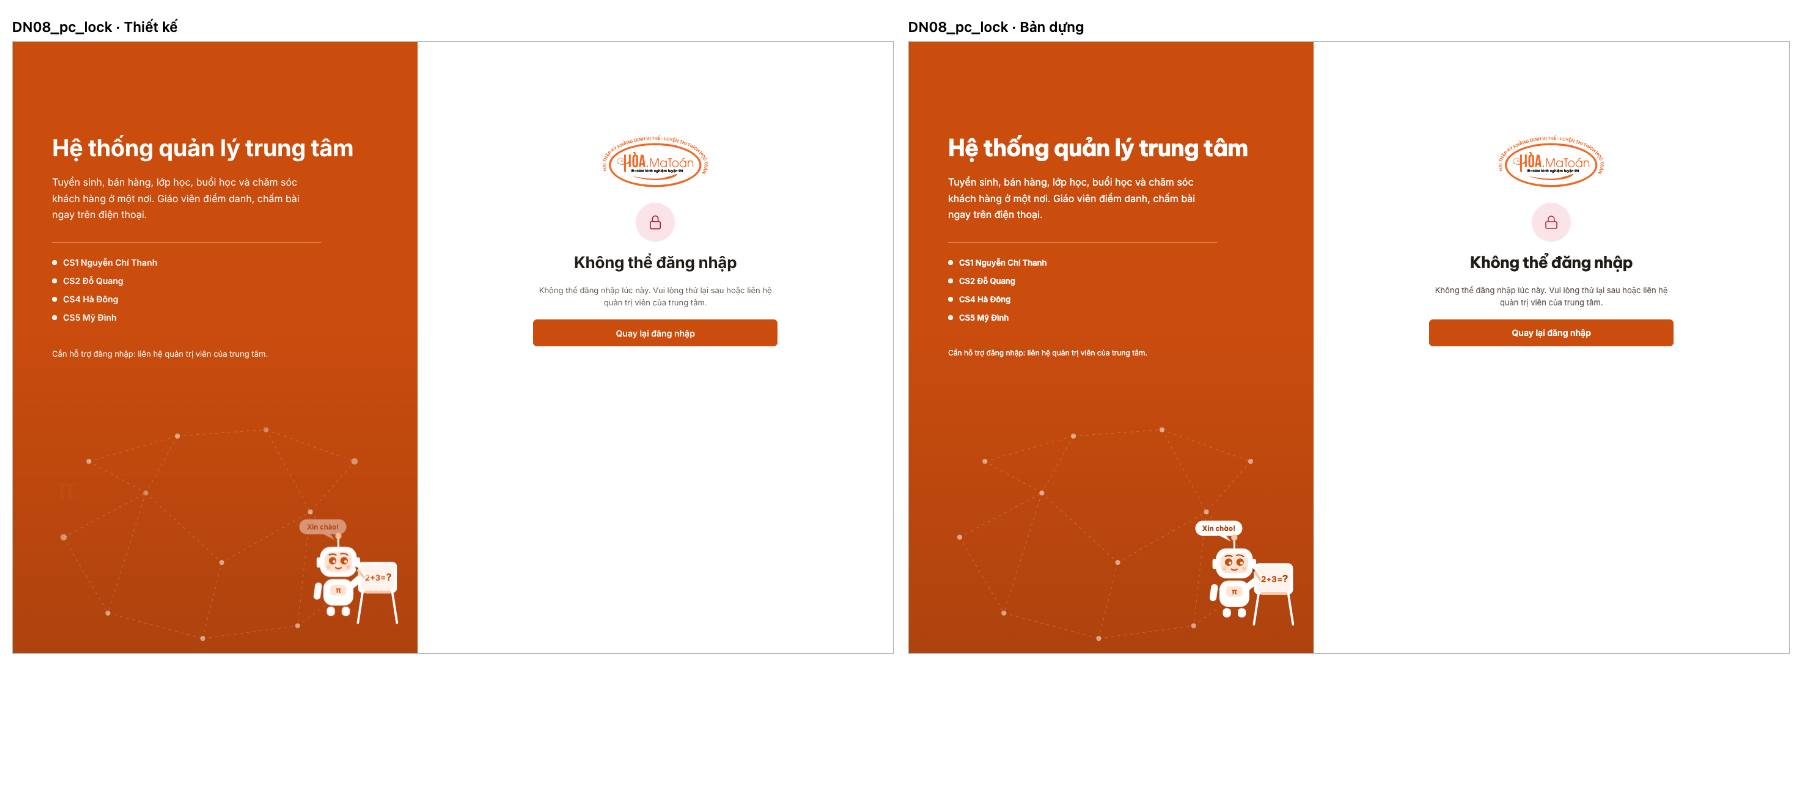 DN08_pc_lock · Thiết kế
Hệ thống quản lý trung tâm
Tuyển sinh, bán hàng, lớp học, buổi học và chăm sóc
khách hàng ở một nơi. Giáo viên điểm danh, chấm bài
ngay trên điện thoại.
CS1 Nguyễn Chí Thanh
CS2 Đỗ Quang
CS4 Hà Đông
CS5 Mỹ Đình
Cần hỗ trợ đăng nhập: liên hệ quản trị viên của trung tâm.
π
Xin chào!
2+3=?
π
HÒA.MaToán
Không thể đăng nhập
Không thể đăng nhập lúc này. Vui lòng thử lại sau hoặc liên hệ
quản trị viên của trung tâm.
Quay lại đăng nhập
DN08_pc_lock · Bản dựng
Hệ thống quản lý trung tâm
Tuyển sinh, bán hàng, lớp học, buổi học và chăm sóc
khách hàng ở một nơi. Giáo viên điểm danh, chấm bài
ngay trên điện thoại.
CS1 Nguyễn Chí Thanh
CS2 Đỗ Quang
CS4 Hà Đông
CS5 Mỹ Đình
Cần hỗ trợ đăng nhập: liên hệ quản trị viên của trung tâm.
Xin chào!
2+3=?
π
HÒA.MaToán
Không thể đăng nhập
Không thể đăng nhập lúc này. Vui lòng thử lại sau hoặc liên hệ
quản trị viên của trung tâm.
Quay lại đăng nhập